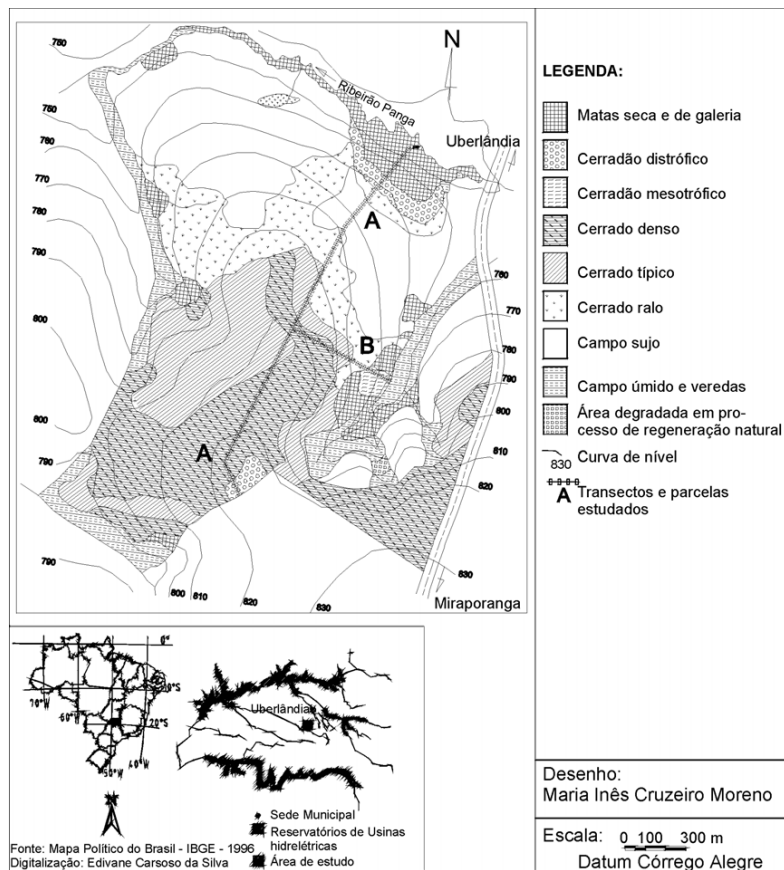 N
Ribeirão Panga
Uberlândia
A
B
A
Miraporanga
750
750
760
770
780
790
800
800
790
790
800
810
820
830
760
770
780
790
800
810
820
830
LEGENDA:
Matas seca e de galeria
Cerradão distrófico
Cerradão mesotrófico
Cerrado denso
Cerrado típico
Cerrado ralo
Campo sujo
Campo úmido e veredas
Área degradada em pro-
cesso de regeneração natural
830
Curva de nível
A
Transectos e parcelas
estudados
0°
70°W
60°W
20°S
50°W
40°W
Uberlândia
Sede Municipal
Reservatórios de Usinas
hidrelétricas
Área de estudo
Fonte: Mapa Político do Brasil - IBGE - 1996
Digitalização: Edivane Carsoso da Silva
Desenho:
Maria Inês Cruzeiro Moreno
Escala: 0 100 300 m
Datum Córrego Alegre